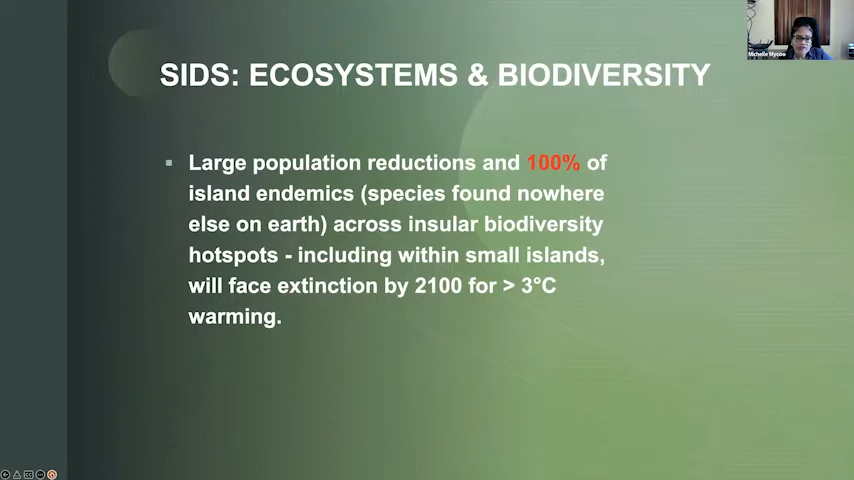 Michelle Mycoo
SIDS: ECOSYSTEMS & BIODIVERSITY
▪ Large population reductions and 100% of
island endemics (species found nowhere
else on earth) across insular biodiversity
hotspots - including within small islands,
will face extinction by 2100 for > 3°C
warming.